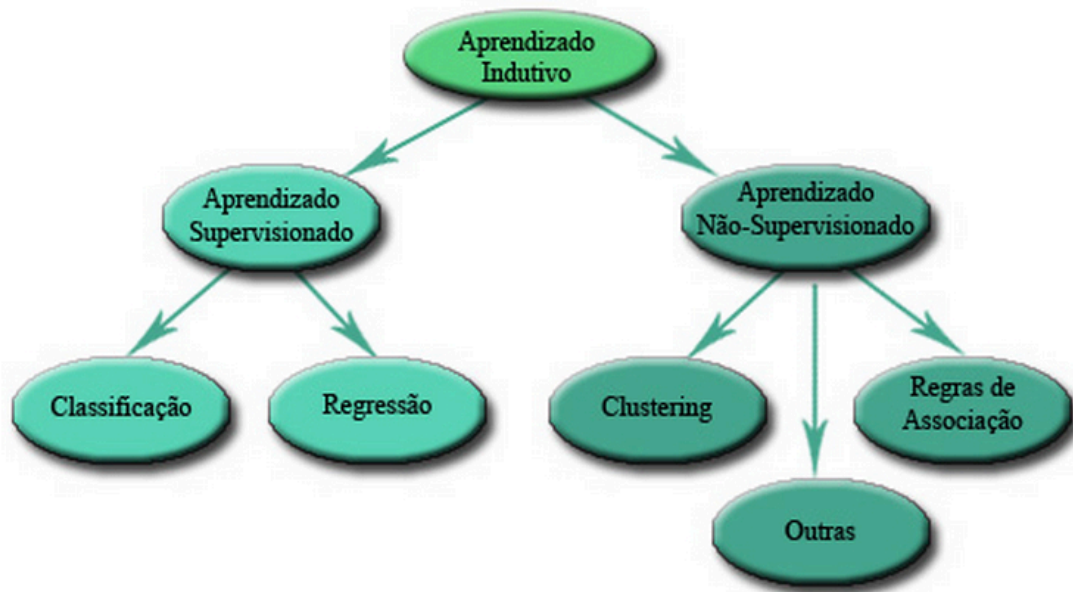 Aprendizado
Indutivo
Aprendizado
Supervisionado
Aprendizado
Não-Supervisionado
Classificação
Regressão
Clustering
Regras de
Associação
Outras